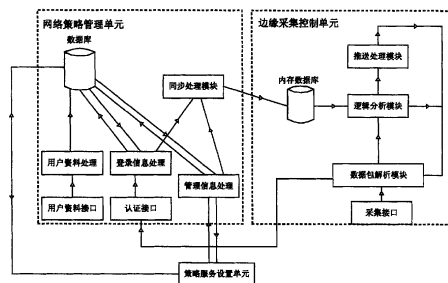 网络策略管理单元
边缘采集控制单元
数据库
推送处理模块
同步处理模块
内存数据库
逻辑分析模块
用户资料处理
登录信息处理
管理信息处理
数据包解析模块
用户资料接口
认证接口
采集接口
策略服务设置单元